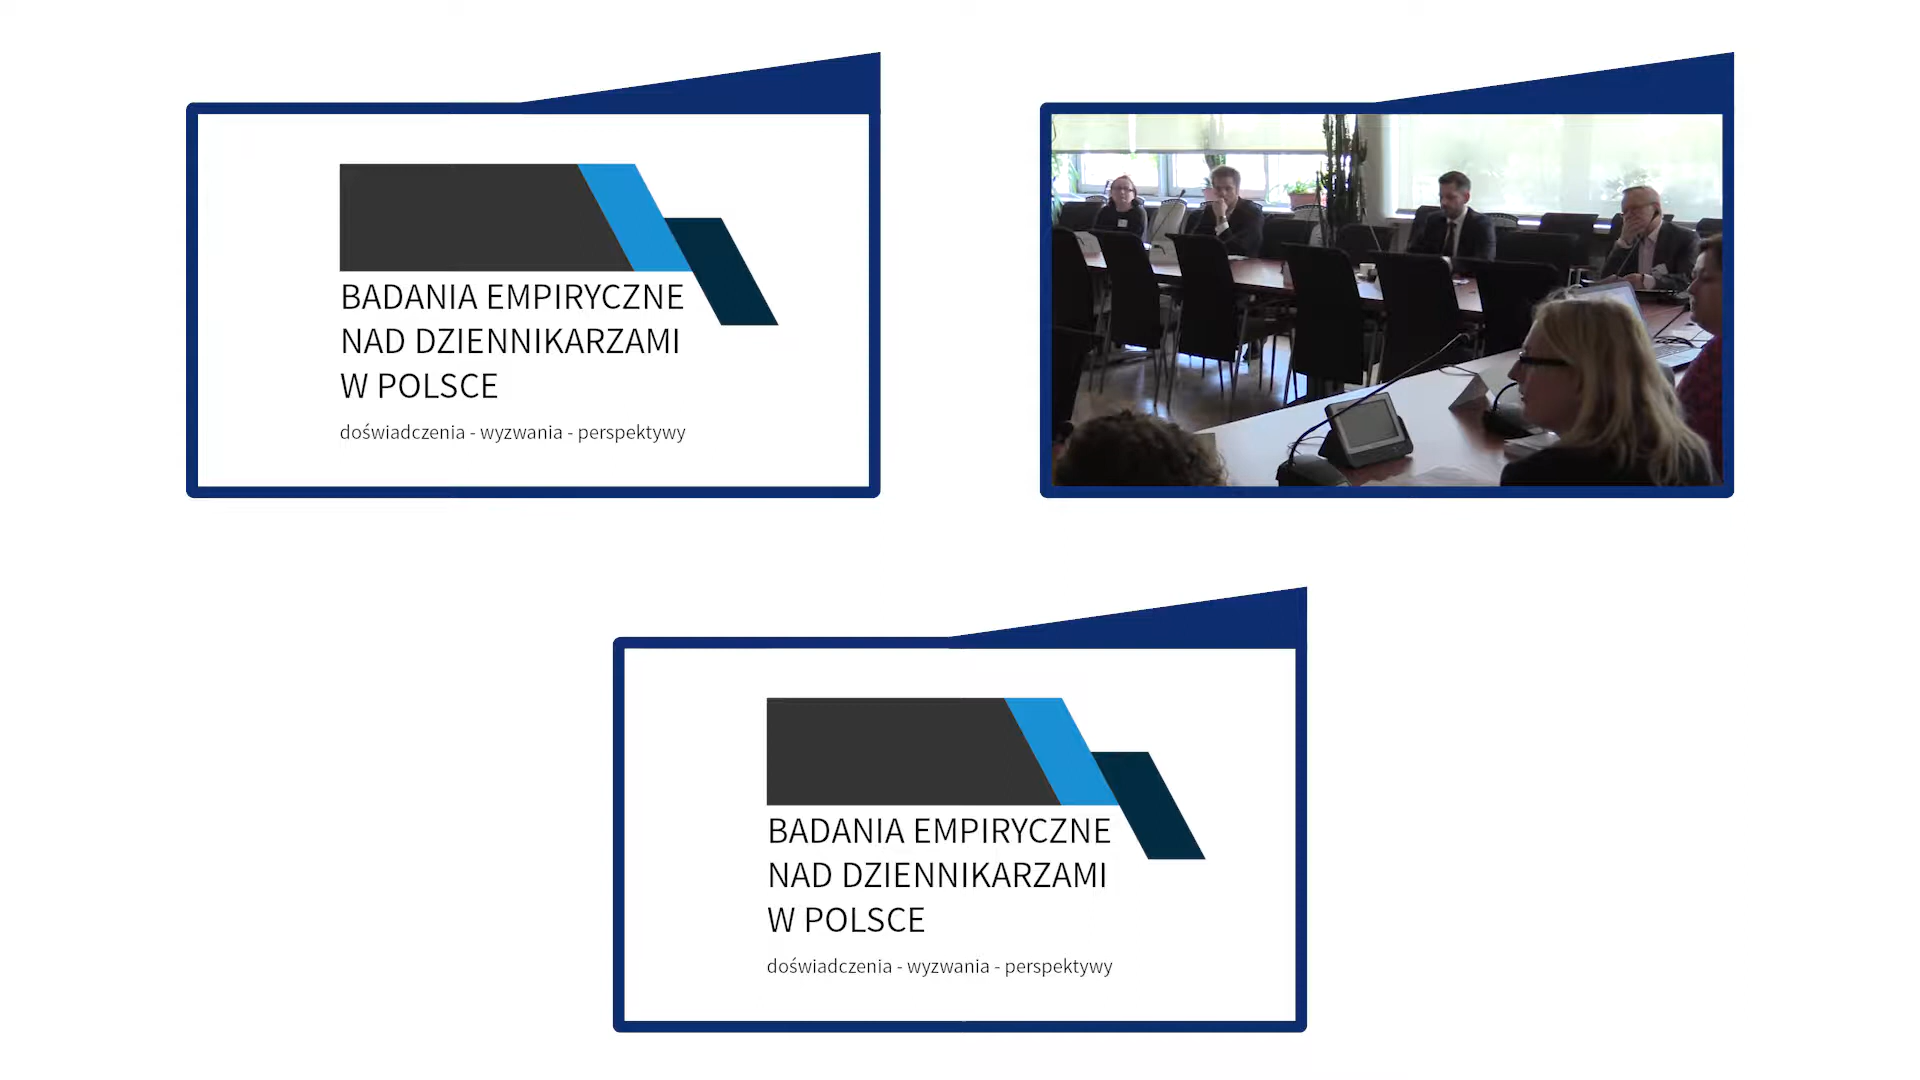 BADANIA EMPIRYCZNE
NAD DZIENNIKARZAMI
W POLSCE
doświadczenia - wyzwania - perspektywy
BADANIA EMPIRYCZNE
NAD DZIENNIKARZAMI
W POLSCE
doświadczenia - wyzwania - perspektywy